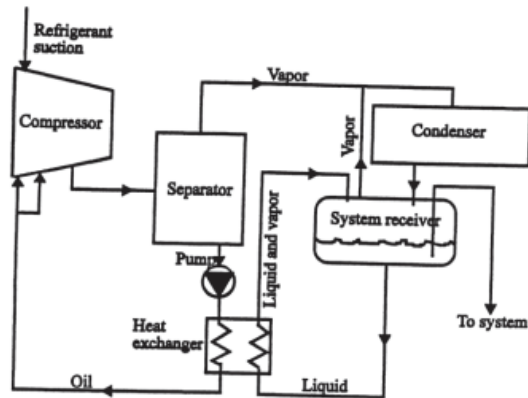 Refrigerant
suction
Compressor
Vapor
Condenser
Vapor
Separator
System receiver
Liquid and vapor
Pump
Heat
exchanger
To system
Oil
Liquid